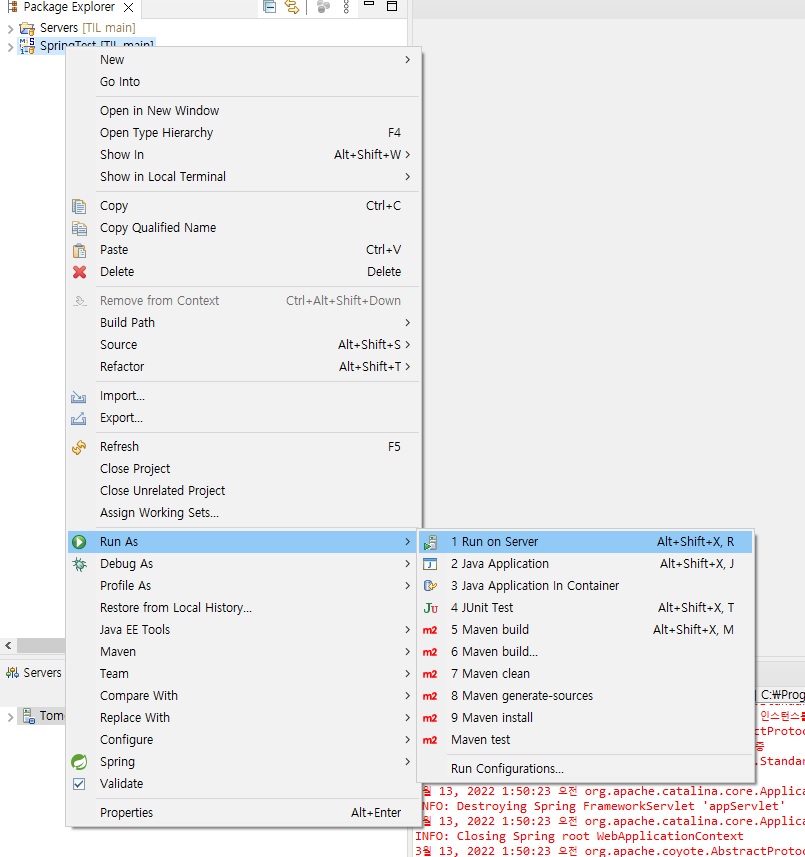 Package Explorer
Servers [TIL main]
SpringTest [TIL main]
New
Go Into
Open in New Window
Open Type Hierarchy F4
Show In Alt+Shift+W
Show in Local Terminal
Copy Ctrl+C
Copy Qualified Name
Paste Ctrl+V
Delete Delete
Remove from Context Ctrl+Alt+Shift+Down
Build Path
Source Alt+Shift+S
Refactor Alt+Shift+T
Import...
Export...
Refresh F5
Close Project
Close Unrelated Project
Assign Working Sets...
Run As
Debug As
Profile As
Restore from Local History...
Java EE Tools
Maven
Team
Compare With
Replace With
Configure
Spring
Validate
Properties Alt+Enter
1 Run on Server Alt+Shift+X, R
2 Java Application Alt+Shift+X, J
3 Java Application In Container
4 JUnit Test Alt+Shift+X, T
5 Maven build Alt+Shift+X, M
6 Maven build...
7 Maven clean
8 Maven generate-sources
9 Maven install
Maven test
Run Configurations...
Servers
Tom
C:₩Prog
인스턴스를
ctProto
중
.Standar
월 13, 2022 1:50:23 오전 org.apache.catalina.core.Applica
NFO: Destroying Spring FrameworkServlet 'appServlet'
월 13, 2022 1:50:23 오전 org.apache.catalina.core.Applica
INFO: Closing Spring root WebApplicationContext
3월 13, 2022 1:50:23 오전 org.apache.coyote.AbstractProtoc